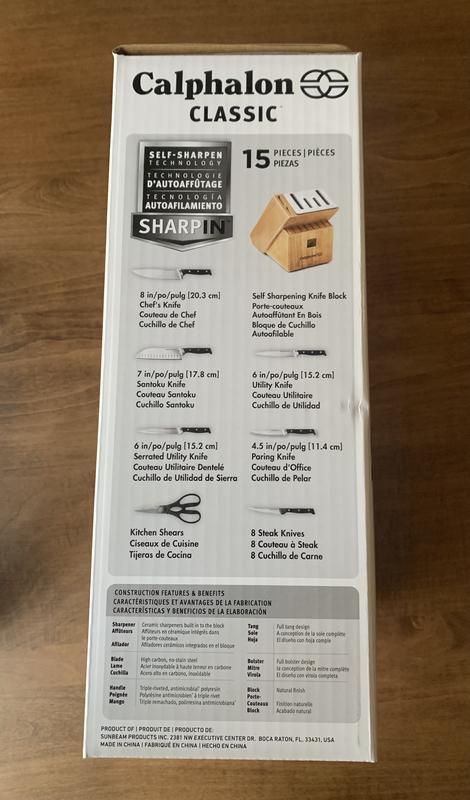 Calphalon
CLASSIC™
SELF-SHARPEN
TECHNOLOGY
TECHNOLOGIE
D'AUTOAFFÛTAGE
TECNOLOGÍA
AUTOAFILAMIENTO
SHARPIN™
15 PIECES | PIÈCES
PIEZAS
8 in/po/pulg [20.3 cm]
Chef's Knife
Couteau de Chef
Cuchillo de Chef
Self Sharpening Knife Block
Porte-couteaux
Autoaffûtant En Bois
Bloque de Cuchillo
Autoafilable
7 in/po/pulg [17.8 cm]
Santoku Knife
Couteau Santoku
Cuchillo Santoku
6 in/po/pulg [15.2 cm]
Utility Knife
Couteau Utilitaire
Cuchillo de Utilidad
6 in/po/pulg [15.2 cm]
Serrated Utility Knife
Couteau Utilitaire Dentelé
Cuchillo de Utilidad de Sierra
4.5 in/po/pulg [11.4 cm]
Paring Knife
Couteau d'Office
Cuchillo de Pelar
Kitchen Shears
Ciseaux de Cuisine
Tijeras de Cocina
8 Steak Knives
8 Couteau à Steak
8 Cuchillo de Carne
CONSTRUCTION FEATURES & BENEFITS
CARACTÉRISTIQUES ET AVANTAGES DE LA FABRICATION
CARACTERÍSTICAS Y BENEFICIOS DE LA ELABORACIÓN
Sharpener Ceramic sharpeners built in to the block
Affûteurs Affûteurs en céramique intégrés dans
le porte-couteaux
Afilador Afiladores cerámicos integrados en el bloque
Tang Full tang design
Soie A conception de la soie complète
Hoja El diseño con hoja completa
Blade High carbon, no-stain steel
Lame Acier inoxydable à haute teneur en carbone
Cuchilla Acero alto en carbono, inoxidable
Bolster Full bolster design
Mitre la conception de la mitre complète
Virola El diseño con virola completa
Handle Triple-riveted, antimicrobial* polyresin
Poignée Polyrésine antimicrobien* à triple rivet
Mango Triple remachado, poliresina antimicrobiana*
Block Natural finish
Porte-
Couteaux Finition naturelle
Block Acabado natural
PRODUCT OF | PRODUIT DE | PRODUCTO DE:
SUNBEAM PRODUCTS INC. 2381 NW EXECUTIVE CENTER DR. BOCA RATON, FL. 33431, USA
MADE IN CHINA | FABRIQUÉ EN CHINA | HECHO EN CHINA